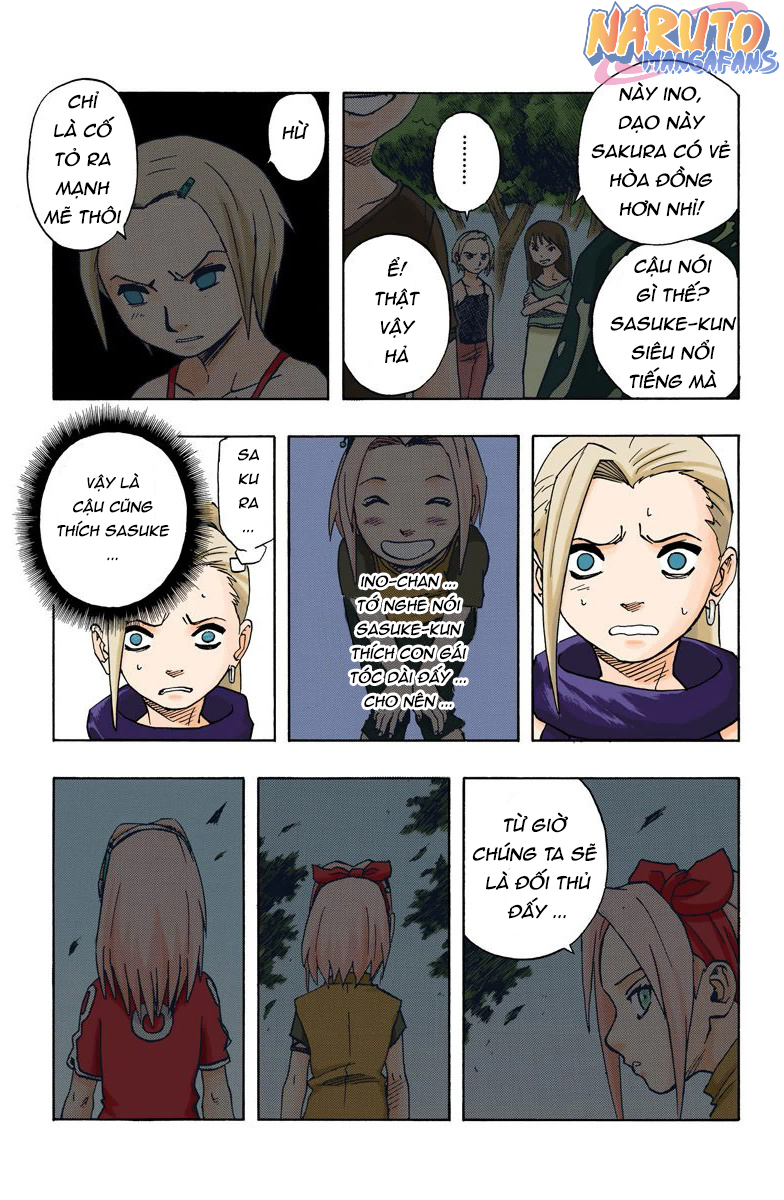 NARUTO
MANGAFANS
NÀY INO,
DẠO NÀY
SAKURA CÓ VẺ
HÒA ĐỒNG
HƠN NHỈ!
CẬU NÓI
GÌ THẾ?
SASUKE-KUN
SIÊU NỔI
TIẾNG MÀ
.........
Ể!
THẬT
VẬY
HẢ
HỪ
CHỈ
LÀ CỐ
TỎ RA
MẠNH
MẼ THÔI
INO-CHAN ...
TỚ NGHE NÓI
SASUKE-KUN
THÍCH CON GÁI
TÓC DÀI ĐẤY ...
CHO NÊN ...
SA
KU
RA
...
VẬY LÀ
CẬU CŨNG
THÍCH SASUKE
...
TỪ GIỜ
CHÚNG TA SẼ
LÀ ĐỐI THỦ
ĐẤY ...